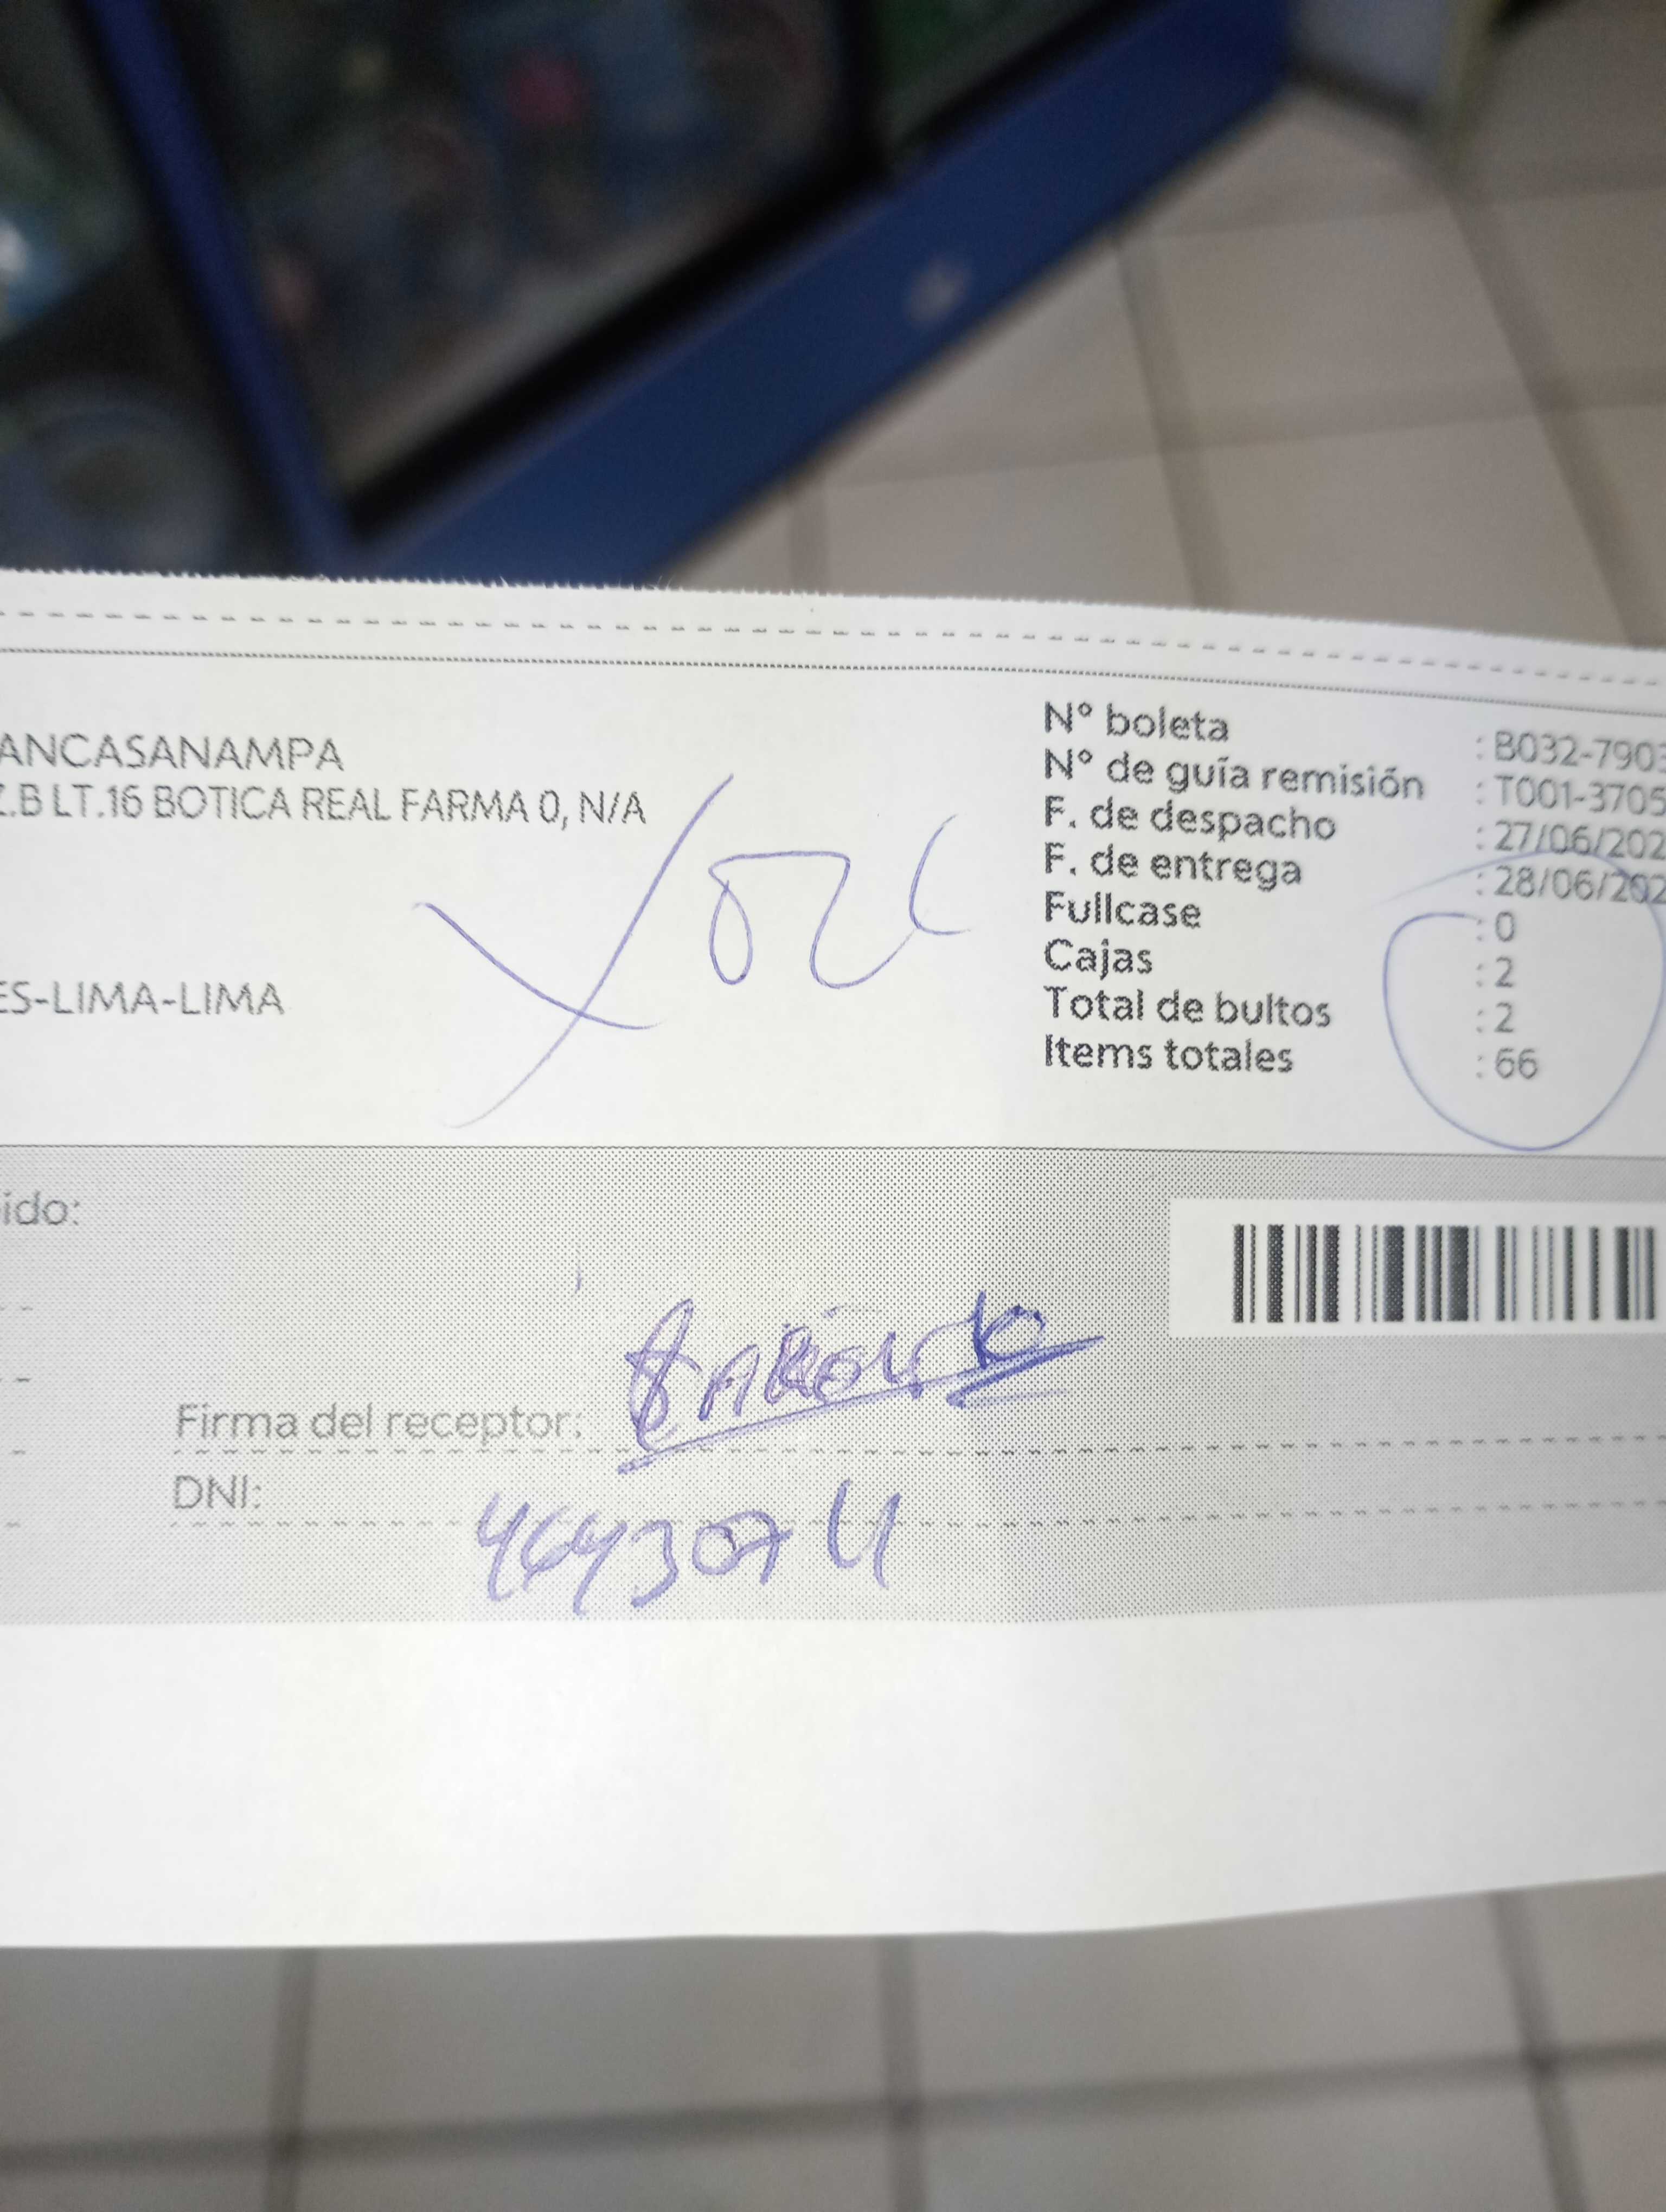 ANCASANAMPA
Z.B LT.16 BOTICA REAL FARMA 0, N/A
ES-LIMA-LIMA
N° boleta : B032-7903
N° de guía remisión : T001-3705
F. de despacho : 27/06/202
F. de entrega : 28/06/202
Fullcase : 0
Cajas : 2
Total de bultos : 2
Items totales : 66
ido:
Firma del receptor:
DNI: 4643074